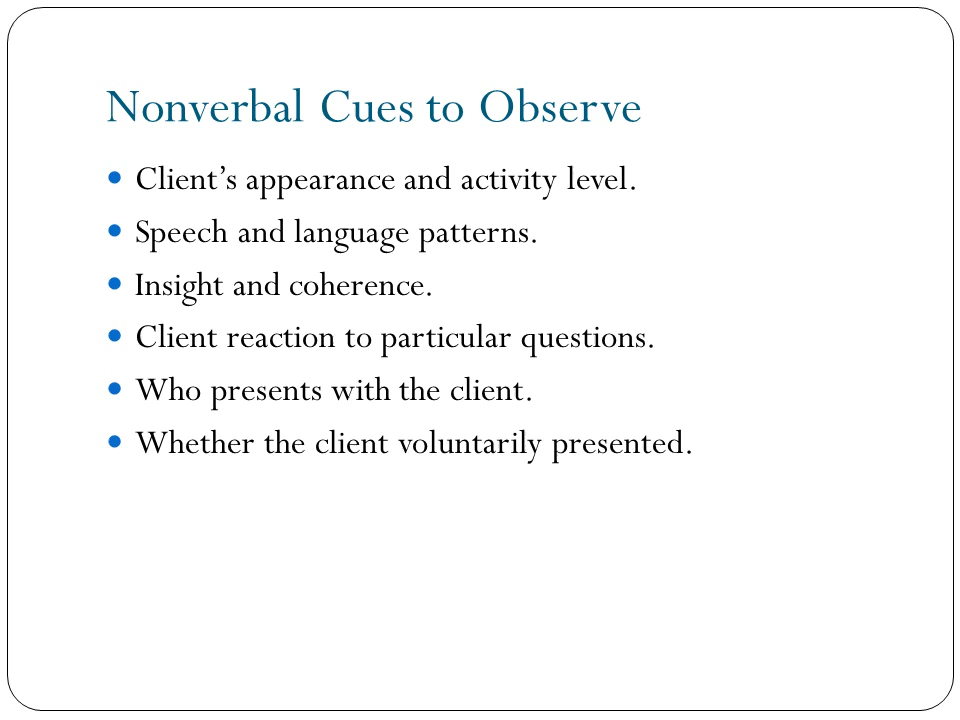 Nonverbal Cues to Observe
• Client’s appearance and activity level.
• Speech and language patterns.
• Insight and coherence.
• Client reaction to particular questions.
• Who presents with the client.
• Whether the client voluntarily presented.